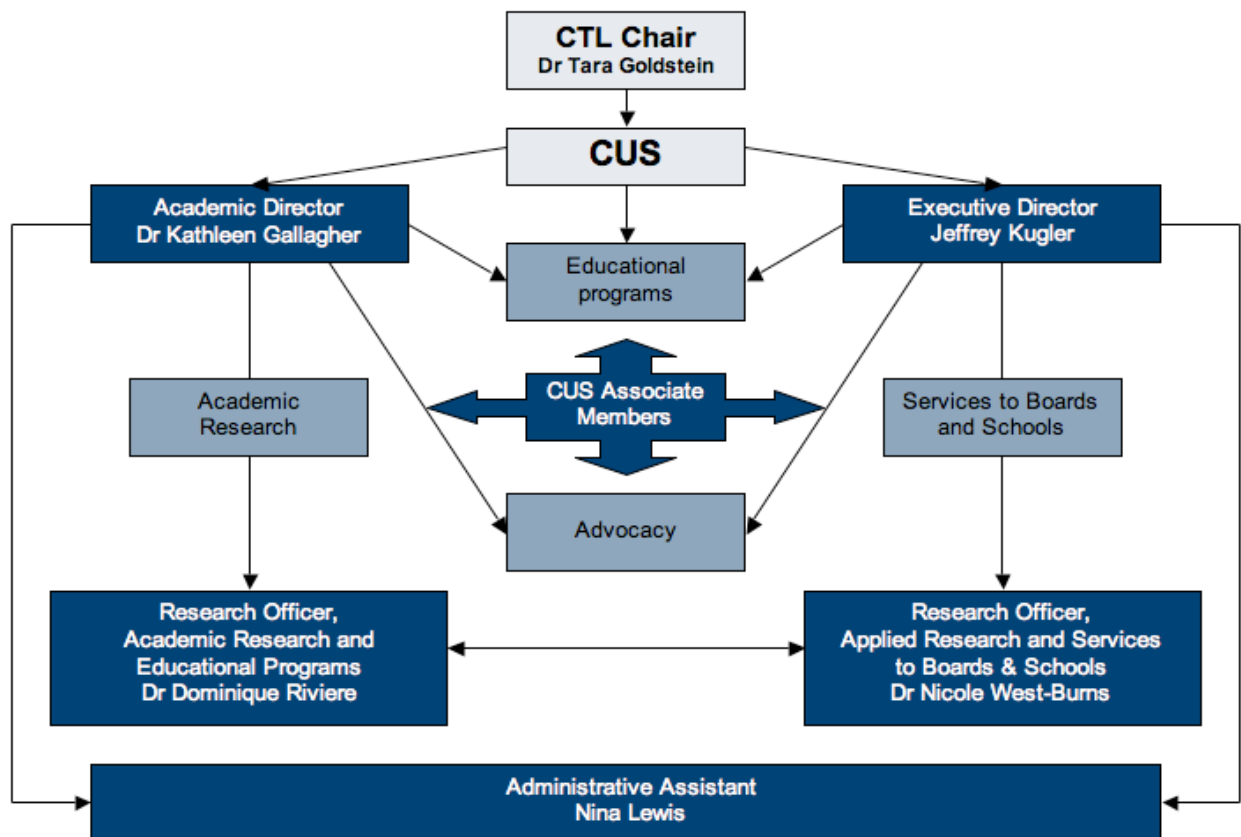 CTL Chair
Dr Tara Goldstein
CUS
Academic Director
Dr Kathleen Gallagher
Executive Director
Jeffrey Kugler
Educational
programs
CUS Associate
Members
Academic
Research
Services to Boards
and Schools
Advocacy
Research Officer,
Academic Research and
Educational Programs
Dr Dominique Riviere
Research Officer,
Applied Research and Services
to Boards & Schools
Dr Nicole West-Burns
Administrative Assistant
Nina Lewis